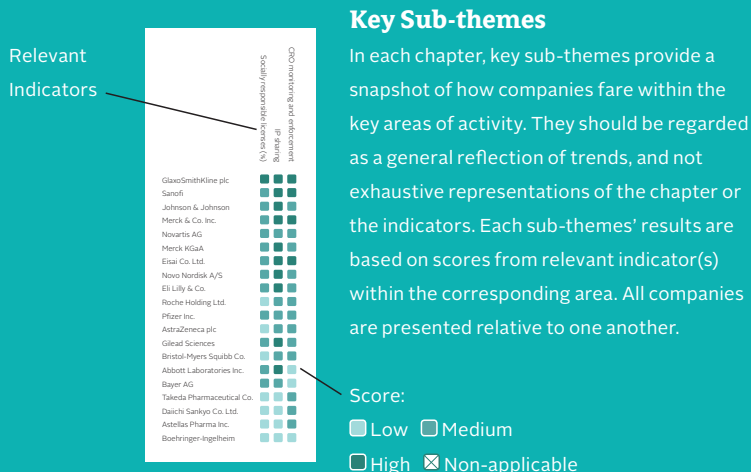 Key Sub-themes
In each chapter, key sub-themes provide a
snapshot of how companies fare within the
key areas of activity. They should be regarded
as a general reflection of trends, and not
exhaustive representations of the chapter or
the indicators. Each sub-themes' results are
based on scores from relevant indicator(s)
within the corresponding area. All companies
are presented relative to one another.
Relevant
Indicators
Socially responsible licenses (%)
IP sharing
CRO monitoring and enforcement
GlaxoSmithKline plc
Sanofi
Johnson & Johnson
Merck & Co. Inc.
Novartis AG
Merck KGaA
Eisai Co. Ltd.
Novo Nordisk A/S
Eli Lilly & Co.
Roche Holding Ltd.
Pfizer Inc.
AstraZeneca plc
Gilead Sciences
Bristol-Myers Squibb Co.
Abbott Laboratories Inc.
Bayer AG
Takeda Pharmaceutical Co.
Daiichi Sankyo Co. Ltd.
Astellas Pharma Inc.
Boehringer-Ingelheim
Score:
Low Medium
High Non-applicable